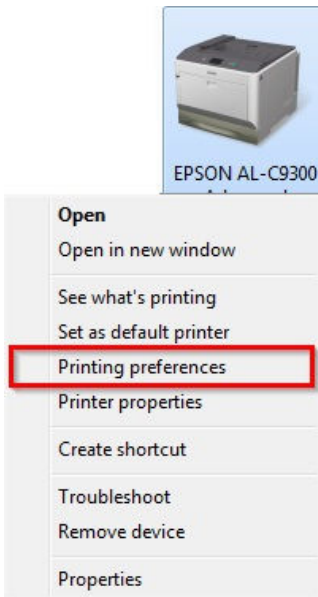 EPSON AL-C9300
Open
Open in new window
See what's printing
Set as default printer
Printing preferences
Printer properties
Create shortcut
Troubleshoot
Remove device
Properties